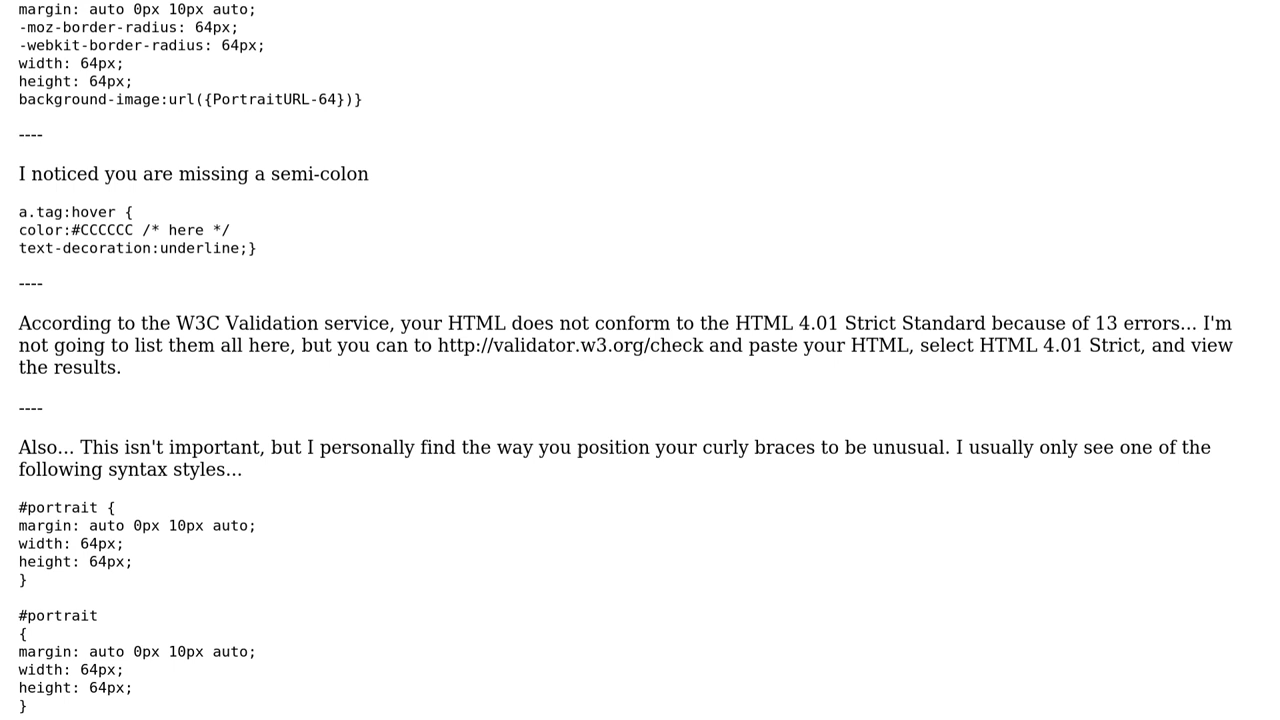 margin: auto 0px 10px auto;
-moz-border-radius: 64px;
-webkit-border-radius: 64px;
width: 64px;
height: 64px;
background-image:url({PortraitURL-64})}
----
I noticed you are missing a semi-colon
a.tag:hover {
color:#CCCCCC /* here */
text-decoration:underline;}
----
According to the W3C Validation service, your HTML does not conform to the HTML 4.01 Strict Standard because of 13 errors... I'm
not going to list them all here, but you can to http://validator.w3.org/check and paste your HTML, select HTML 4.01 Strict, and view
the results.
----
Also... This isn't important, but I personally find the way you position your curly braces to be unusual. I usually only see one of the
following syntax styles...
#portrait {
margin: auto 0px 10px auto;
width: 64px;
height: 64px;
}
#portrait
{
margin: auto 0px 10px auto;
width: 64px;
height: 64px;
}